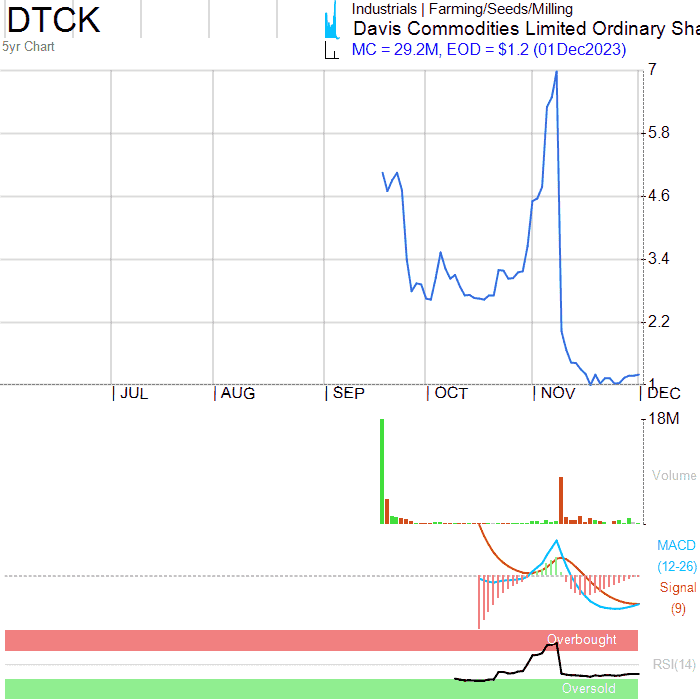 DTCK
5yr Chart
Industrials | Farming/Seeds/Milling
Davis Commodities Limited Ordinary Sha
MC = 29.2M, EOD = $1.2 (01Dec2023)
7
5.8
4.6
3.4
2.2
1
JUL AUG SEP OCT NOV DEC
18M
Volume
MACD
(12-26)
Signal
(9)
Overbought
RSI(14)
Oversold